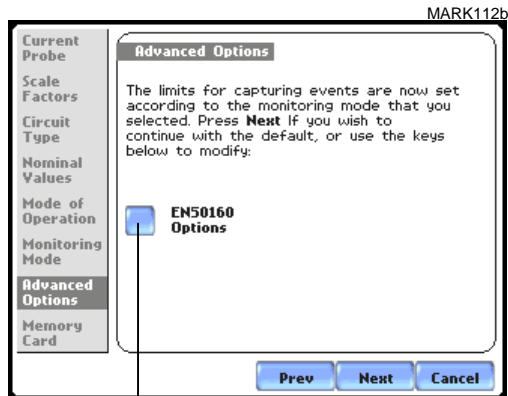 MARK112b
Current
Probe
Scale
Factors
Circuit
Type
Nominal
Values
Mode of
Operation
Monitoring
Mode
Advanced
Options
Memory
Card
Advanced Options
The limits for capturing events are now set
according to the monitoring mode that you
selected. Press Next If you wish to
continue with the default, or use the keys
below to modify:
EN50160
Options
Prev Next Cancel